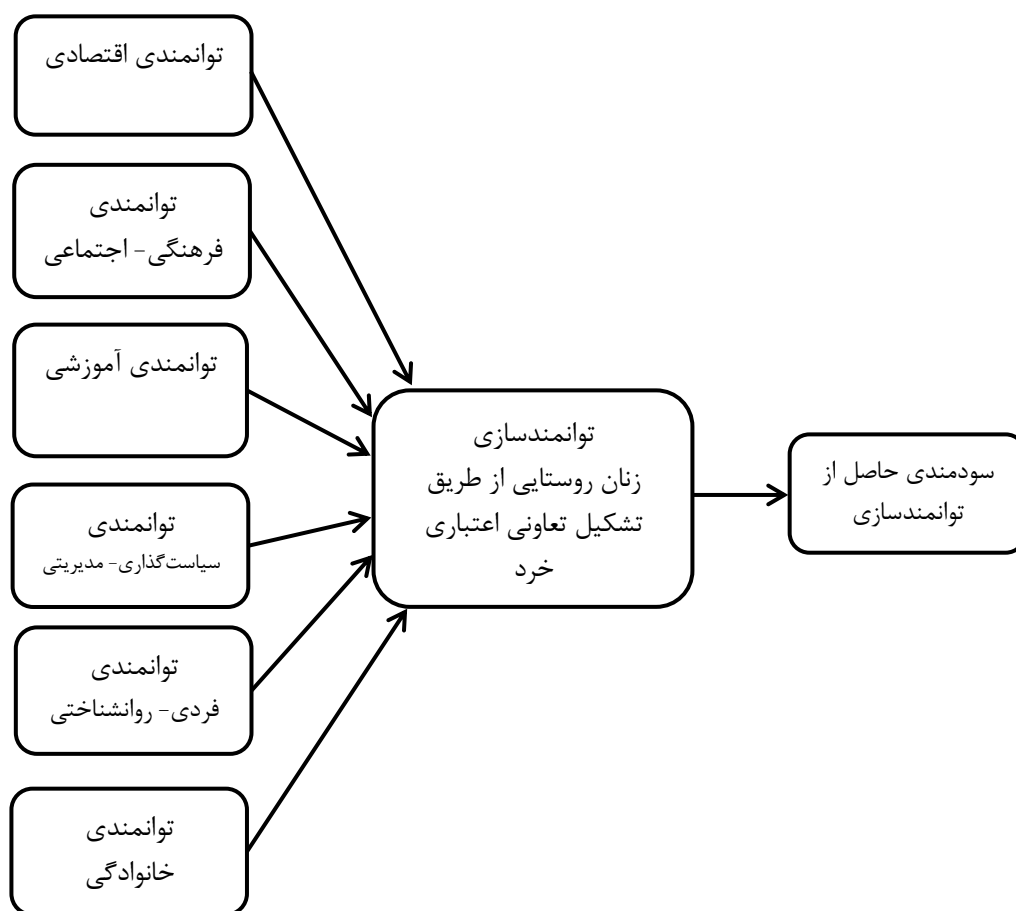 توانمندی اقتصادی
توانمندی
فرهنگی- اجتماعی
توانمندی آموزشی
توانمندی
سیاست‌گذاری- مدیریتی
توانمندی
فردی- روانشناختی
توانمندی
خانوادگی
توانمندسازی
زنان روستایی از طریق
تشکیل تعاونی اعتباری
خرد
سودمندی حاصل از
توانمندسازی